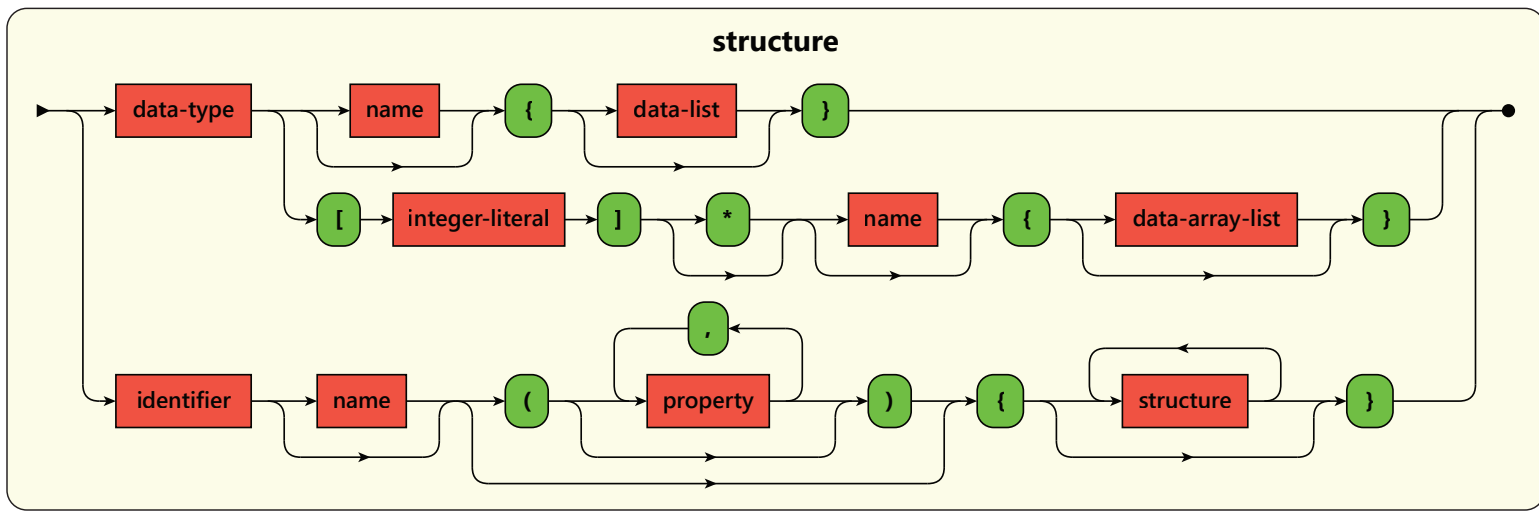 structure
data-type name { data-list }
[ integer-literal ] * name { data-array-list }
,
identifier name ( property ) { structure }